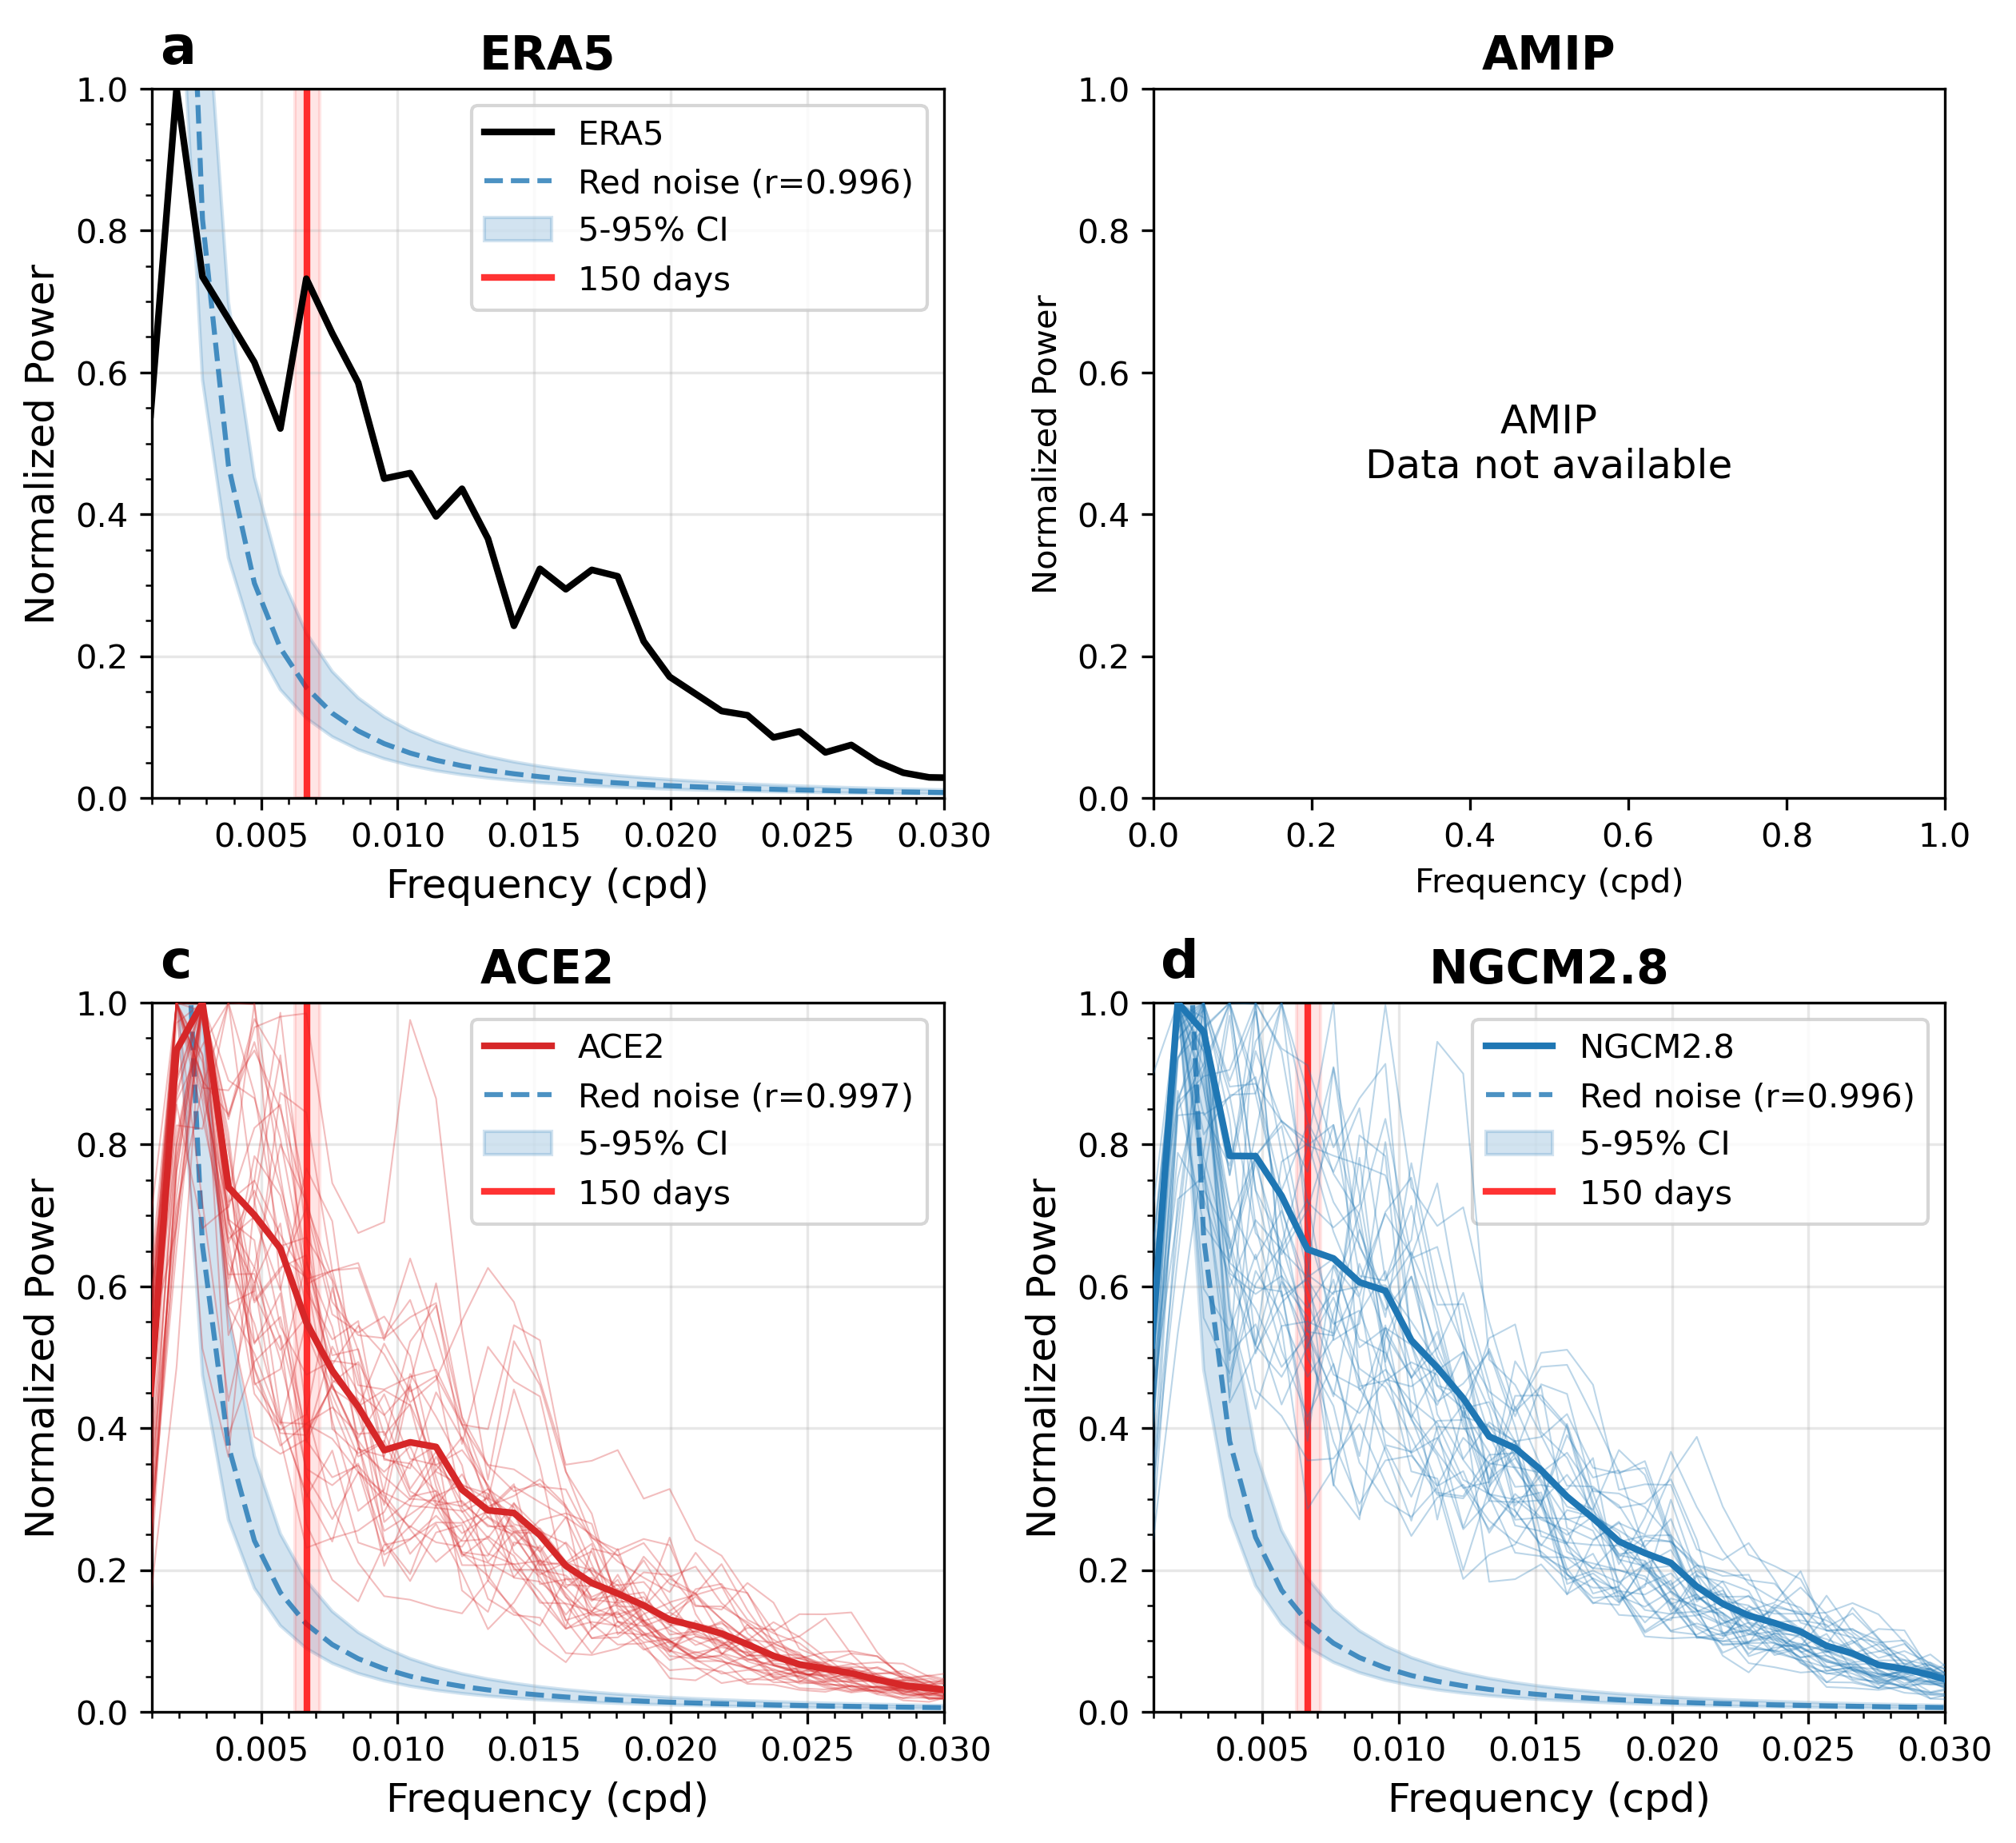 a
ERA5
1.0
0.8
0.6
0.4
0.2
0.0
Normalized Power
ERA5
Red noise (r=0.996)
5-95% CI
150 days
0.005 0.010 0.015 0.020 0.025 0.030
Frequency (cpd)
AMIP
1.0
0.8
0.6
0.4
0.2
0.0
Normalized Power
AMIP
Data not available
0.0 0.2 0.4 0.6 0.8 1.0
Frequency (cpd)
c
ACE2
1.0
0.8
0.6
0.4
0.2
0.0
Normalized Power
ACE2
Red noise (r=0.997)
5-95% CI
150 days
0.005 0.010 0.015 0.020 0.025 0.030
Frequency (cpd)
d
NGCM2.8
1.0
0.8
0.6
0.4
0.2
0.0
Normalized Power
NGCM2.8
Red noise (r=0.996)
5-95% CI
150 days
0.005 0.010 0.015 0.020 0.025 0.030
Frequency (cpd)